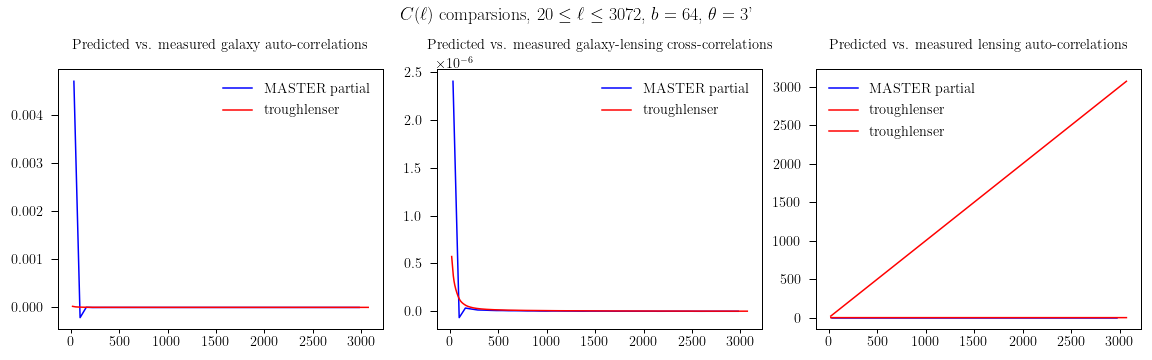 C(ℓ) comparsions, 20 ≤ ℓ ≤ 3072, b = 64, θ = 3'
Predicted vs. measured galaxy auto-correlations
MASTER partial
troughlenser
0.004
0.003
0.002
0.001
0.000
0 500 1000 1500 2000 2500 3000
Predicted vs. measured galaxy-lensing cross-correlations
×10⁻⁶
MASTER partial
troughlenser
2.5
2.0
1.5
1.0
0.5
0.0
0 500 1000 1500 2000 2500 3000
Predicted vs. measured lensing auto-correlations
MASTER partial
troughlenser
troughlenser
3000
2500
2000
1500
1000
500
0
0 500 1000 1500 2000 2500 3000